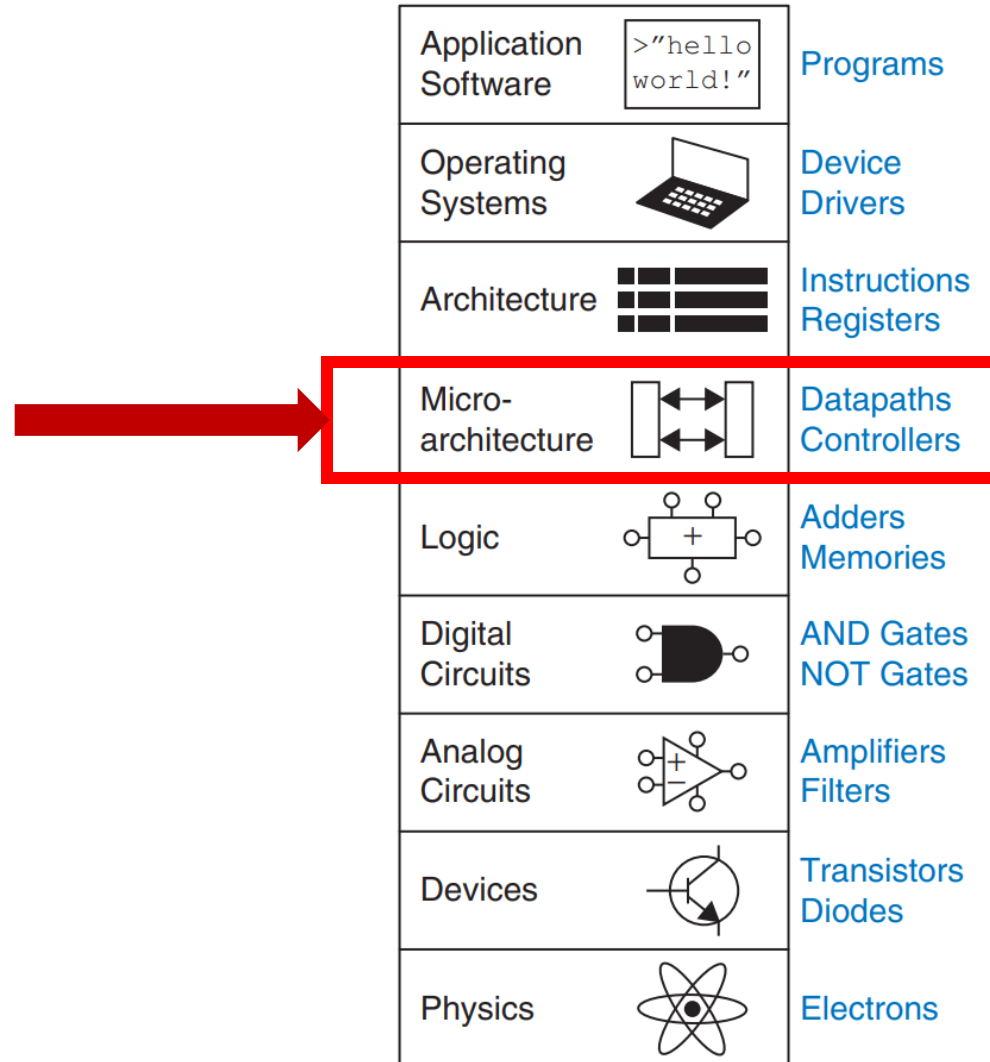 Application
Software
>"hello
world!"
Programs
Operating
Systems
Device
Drivers
Architecture
Instructions
Registers
Micro-
architecture
Datapaths
Controllers
Logic
+
Adders
Memories
Digital
Circuits
AND Gates
NOT Gates
Analog
Circuits
+
−
Amplifiers
Filters
Devices
Transistors
Diodes
Physics
Electrons